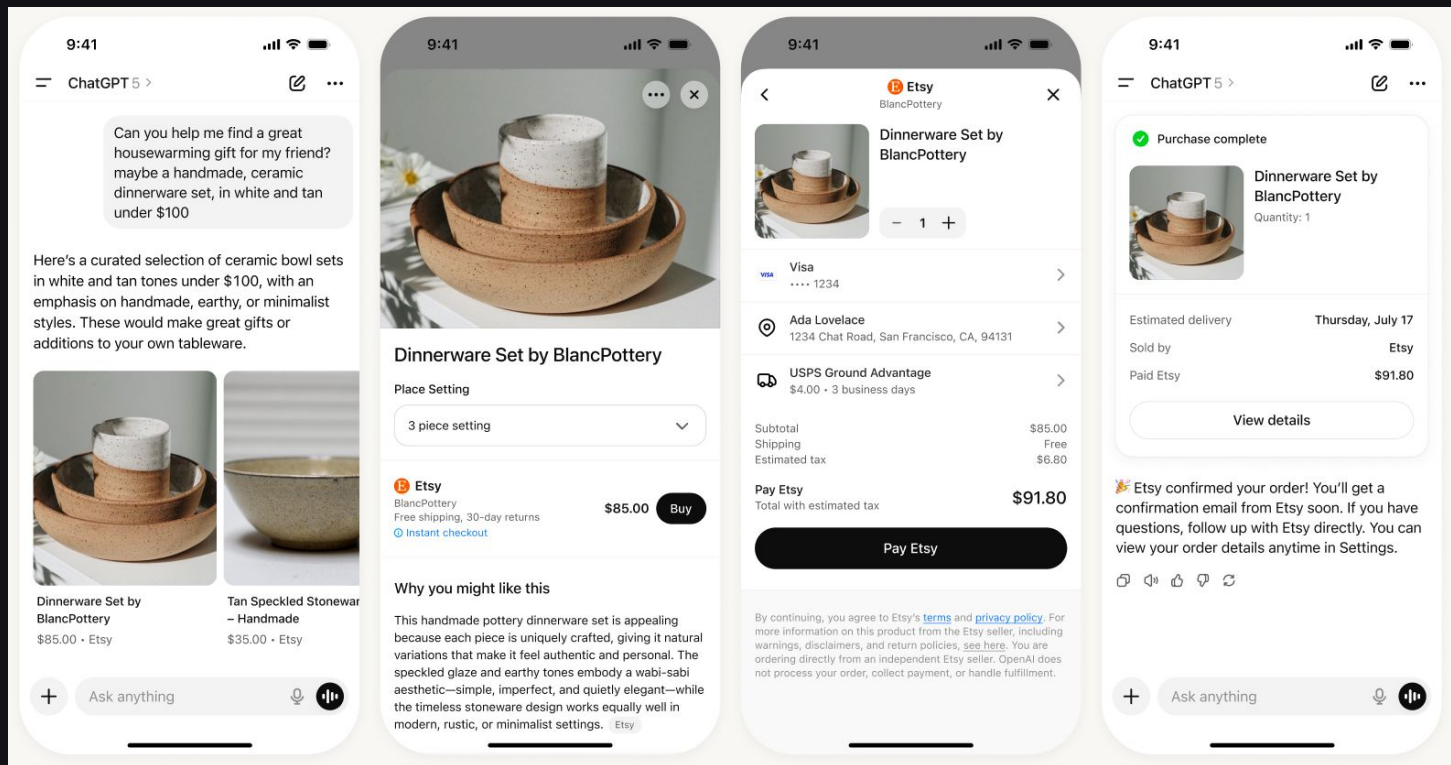 9:41
ChatGPT 5 >
Can you help me find a great
housewarming gift for my friend?
maybe a handmade, ceramic
dinnerware set, in white and tan
under $100
Here's a curated selection of ceramic bowl sets
in white and tan tones under $100, with an
emphasis on handmade, earthy, or minimalist
styles. These would make great gifts or
additions to your own tableware.
Dinnerware Set by
BlancPottery
$85.00 • Etsy
Tan Speckled Stonewar
– Handmade
$35.00 • Etsy
Ask anything
9:41
Dinnerware Set by BlancPottery
Place Setting
3 piece setting
E Etsy
BlancPottery
Free shipping, 30-day returns
Instant checkout
$85.00 Buy
Why you might like this
This handmade pottery dinnerware set is appealing
because each piece is uniquely crafted, giving it natural
variations that make it feel authentic and personal. The
speckled glaze and earthy tones embody a wabi-sabi
aesthetic—simple, imperfect, and quietly elegant—while
the timeless stoneware design works equally well in
modern, rustic, or minimalist settings. Etsy
9:41
E Etsy
BlancPottery
Dinnerware Set by
BlancPottery
− 1 +
VISA Visa
•••• 1234
Ada Lovelace
1234 Chat Road, San Francisco, CA, 94131
USPS Ground Advantage
$4.00 • 3 business days
Subtotal $85.00
Shipping Free
Estimated tax $6.80
Pay Etsy
Total with estimated tax
$91.80
Pay Etsy
By continuing, you agree to Etsy's terms and privacy policy. For
more information on this product from the Etsy seller, including
warnings, disclaimers, and return policies, see here. You are
ordering directly from an independent Etsy seller. OpenAI does
not process your order, collect payment, or handle fulfillment.
9:41
ChatGPT 5 >
Purchase complete
Dinnerware Set by
BlancPottery
Quantity: 1
Estimated delivery Thursday, July 17
Sold by Etsy
Paid Etsy $91.80
View details
🎉 Etsy confirmed your order! You'll get a
confirmation email from Etsy soon. If you have
questions, follow up with Etsy directly. You can
view your order details anytime in Settings.
Ask anything